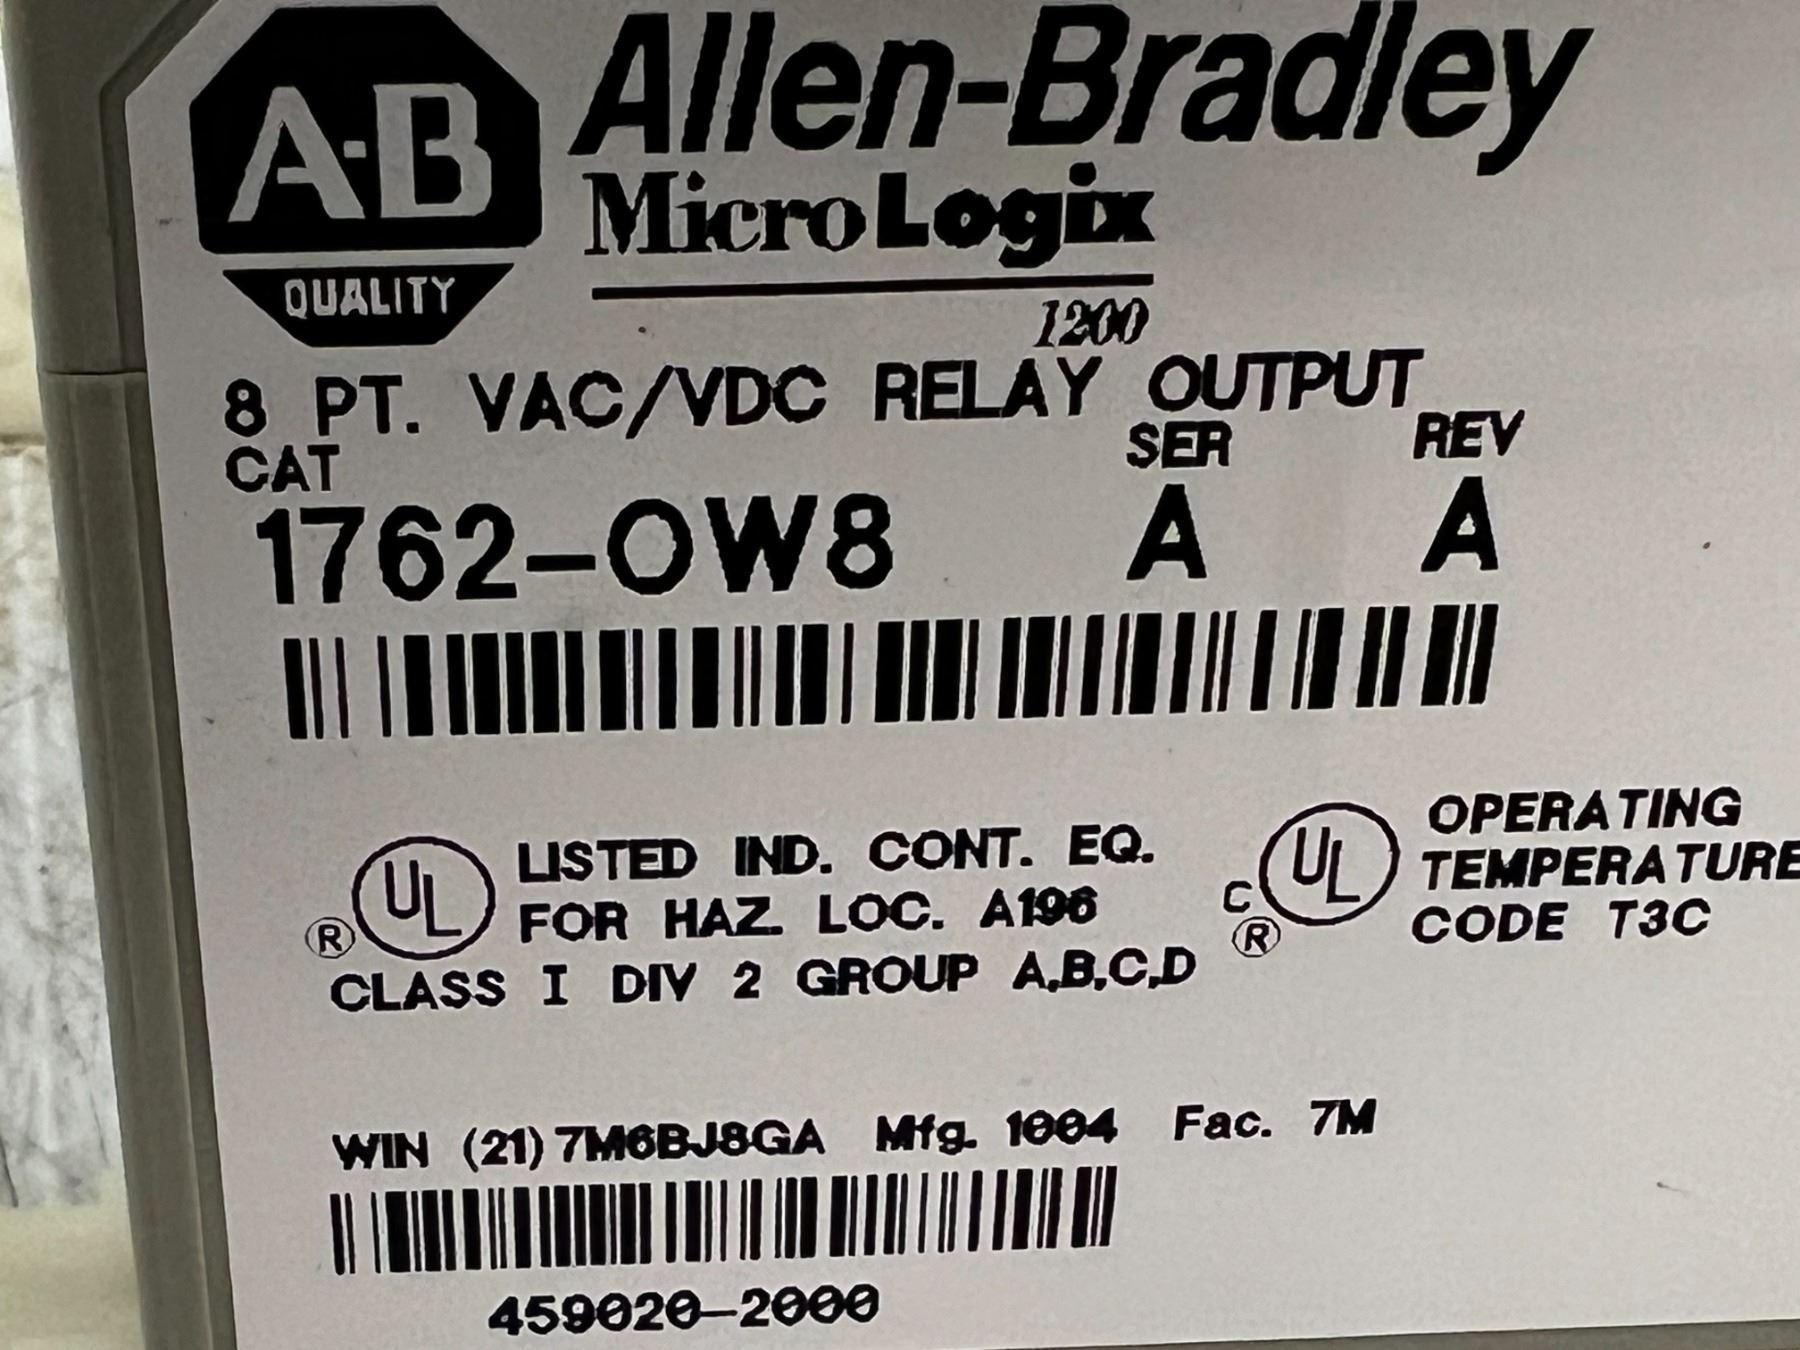 A-B
QUALITY
Allen-Bradley
MicroLogix
1200
8 PT. VAC/VDC RELAY OUTPUT
CAT SER REV
1762-OW8 A A
UL LISTED IND. CONT. EQ.
® FOR HAZ. LOC. A196
CLASS I DIV 2 GROUP A,B,C,D
C UL ® OPERATING
TEMPERATURE
CODE T3C
WIN (21) 7M6BJ8GA Mfg. 1004 Fac. 7M
459020-2000